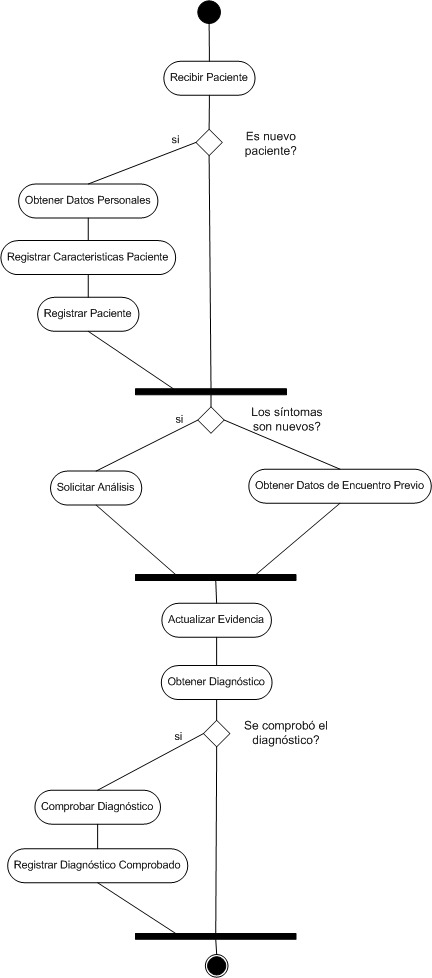 Recibir Paciente
si
Es nuevo
paciente?
Obtener Datos Personales
Registrar Caracteristicas Paciente
Registrar Paciente
si
Los síntomas
son nuevos?
Solicitar Análisis
Obtener Datos de Encuentro Previo
Actualizar Evidencia
Obtener Diagnóstico
si
Se comprobó el
diagnóstico?
Comprobar Diagnóstico
Registrar Diagnóstico Comprobado